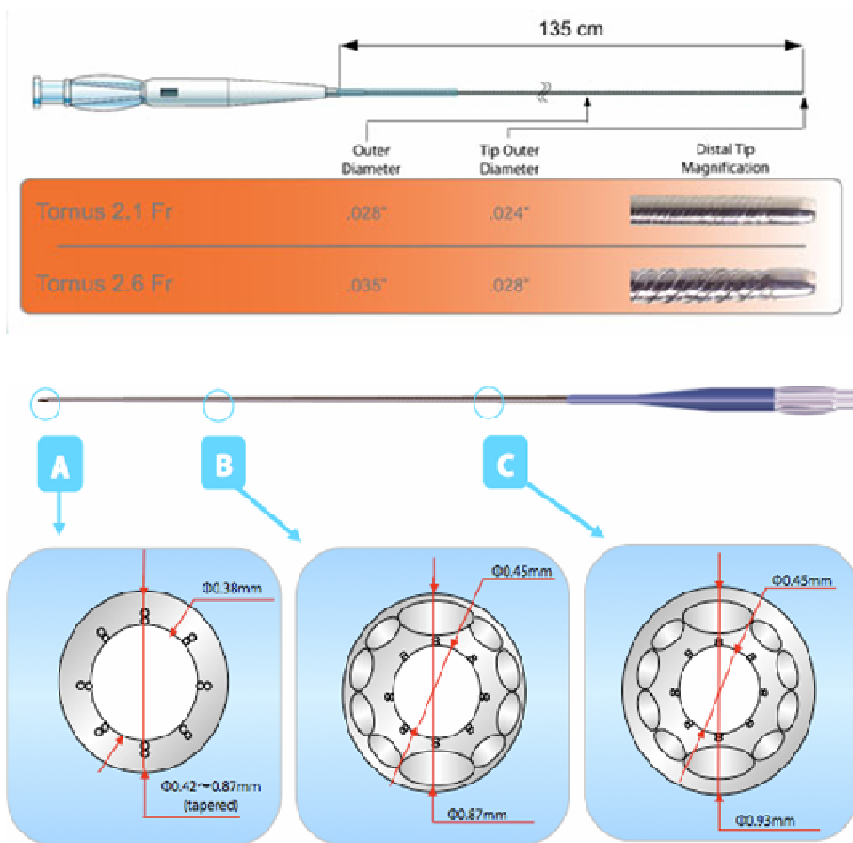 135 cm
Outer
Diameter
Tip Outer
Diameter
Distal Tip
Magnification
Tornus 2.1 Fr .028" .024"
Tornus 2.6 Fr .035" .028"
A
B
C
Φ0.38mm
Φ0.45mm
Φ0.45mm
Φ0.42~0.87mm
(tapered)
Φ0.87mm
Φ0.93mm